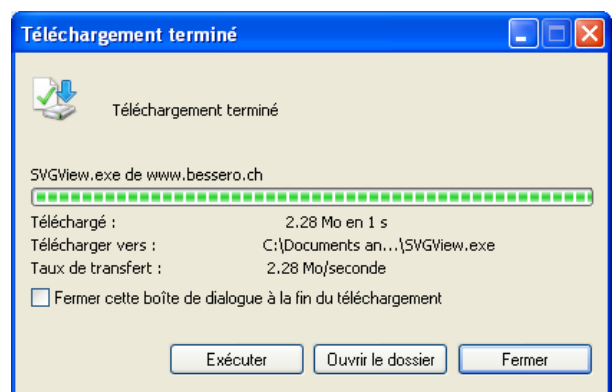 Téléchargement terminé
Téléchargement terminé
SVGView.exe de www.bessero.ch
Téléchargé : 2.28 Mo en 1 s
Télécharger vers : C:\Documents an...\SVGView.exe
Taux de transfert : 2.28 Mo/seconde
Fermer cette boîte de dialogue à la fin du téléchargement
Exécuter Ouvrir le dossier Fermer